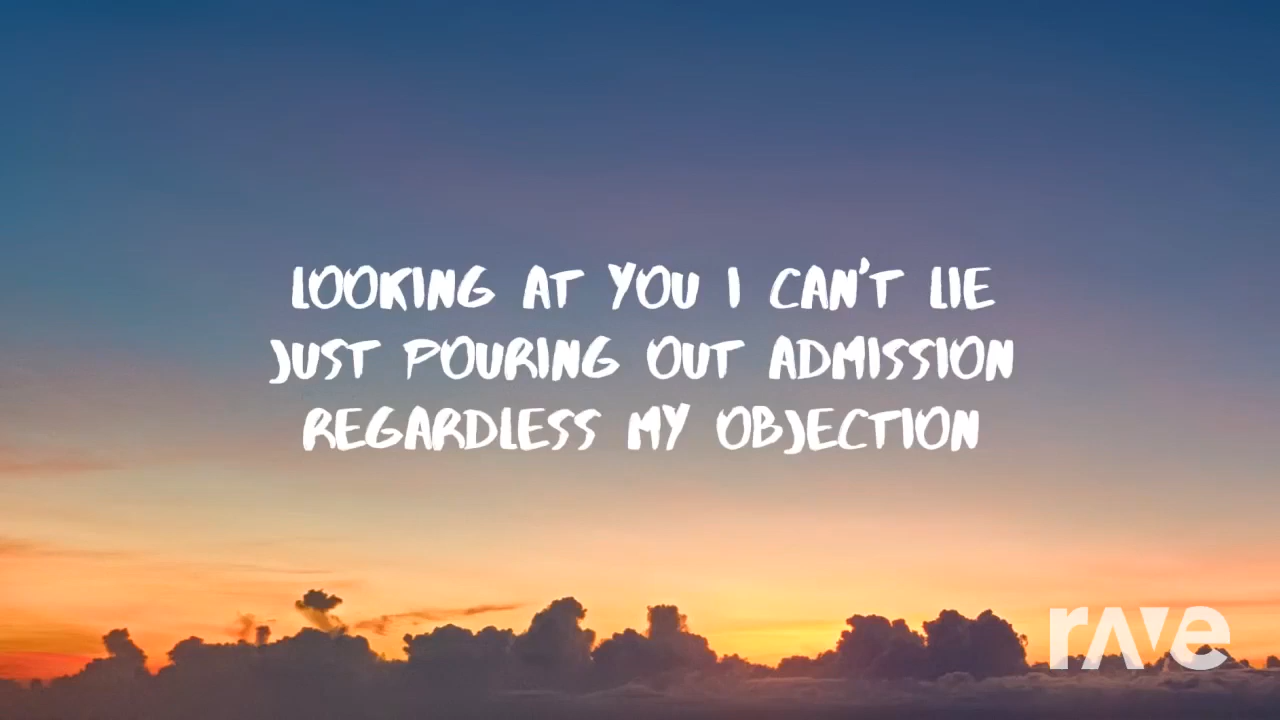 LOOKING AT YOU I CAN'T LIE
JUST POURING OUT ADMISSION
REGARDLESS MY OBJECTION
rave